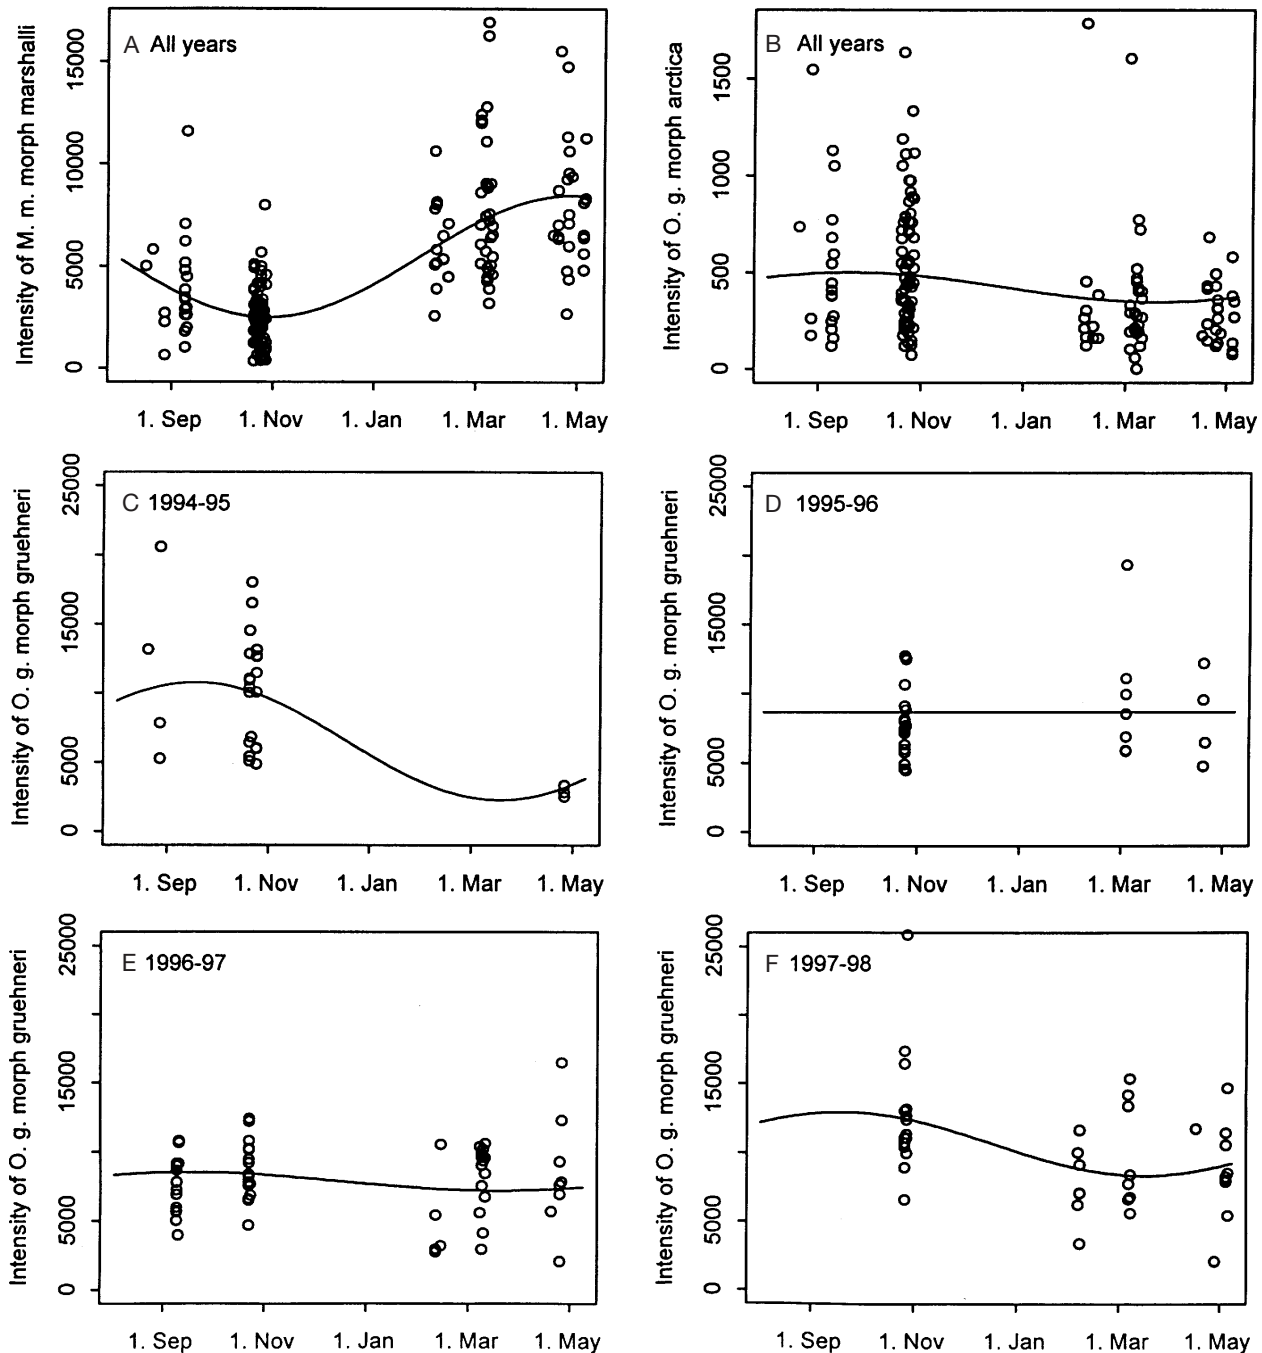 A All years
Intensity of M. m. morph marshalli
15000
10000
5000
0
1. Sep 1. Nov 1. Jan 1. Mar 1. May
B All years
Intensity of O. g. morph arctica
1500
1000
500
0
1. Sep 1. Nov 1. Jan 1. Mar 1. May
C 1994-95
Intensity of O. g. morph gruehneri
25000
15000
5000
0
1. Sep 1. Nov 1. Jan 1. Mar 1. May
D 1995-96
Intensity of O. g. morph gruehneri
25000
15000
5000
0
1. Sep 1. Nov 1. Jan 1. Mar 1. May
E 1996-97
Intensity of O. g. morph gruehneri
25000
15000
5000
0
1. Sep 1. Nov 1. Jan 1. Mar 1. May
F 1997-98
Intensity of O. g. morph gruehneri
25000
15000
5000
0
1. Sep 1. Nov 1. Jan 1. Mar 1. May